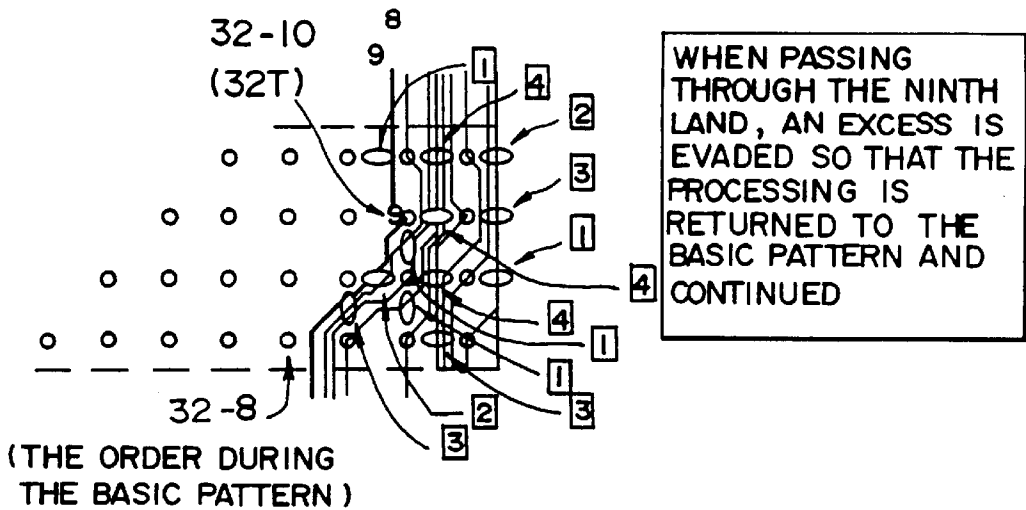 8
32-10
9
(32T)
1
4
2
3
1
4
9
4
1
1
3
2
3
32-8
(THE ORDER DURING
THE BASIC PATTERN)
WHEN PASSING
THROUGH THE NINTH
LAND, AN EXCESS IS
EVADED SO THAT THE
PROCESSING IS
RETURNED TO THE
BASIC PATTERN AND
CONTINUED